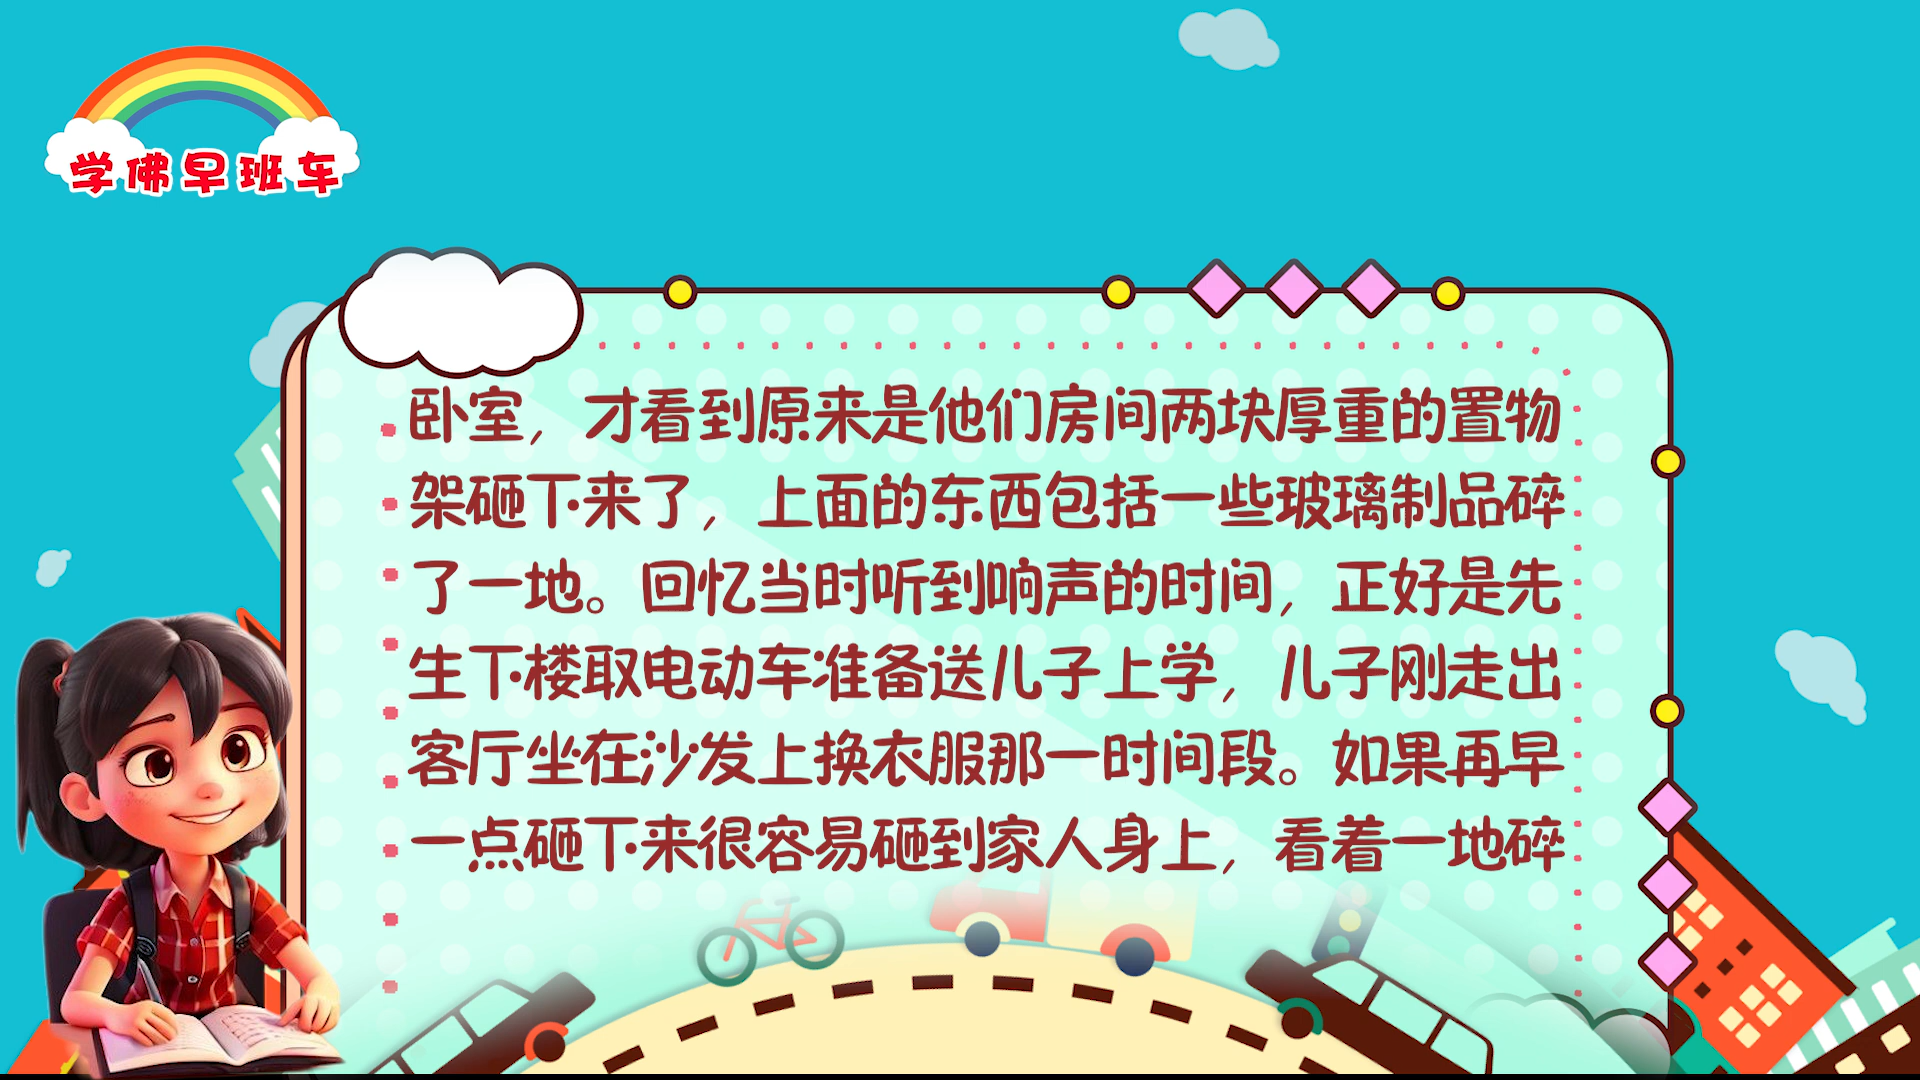 学佛早班车
卧室，才看到原来是他们房间两块厚重的置物
架砸下来了，上面的东西包括一些玻璃制品碎
了一地。回忆当时听到响声的时间，正好是先
生下楼取电动车准备送儿子上学，儿子刚走出
客厅坐在沙发上换衣服那一时间段。如果再早
一点砸下来很容易砸到家人身上，看着一地碎